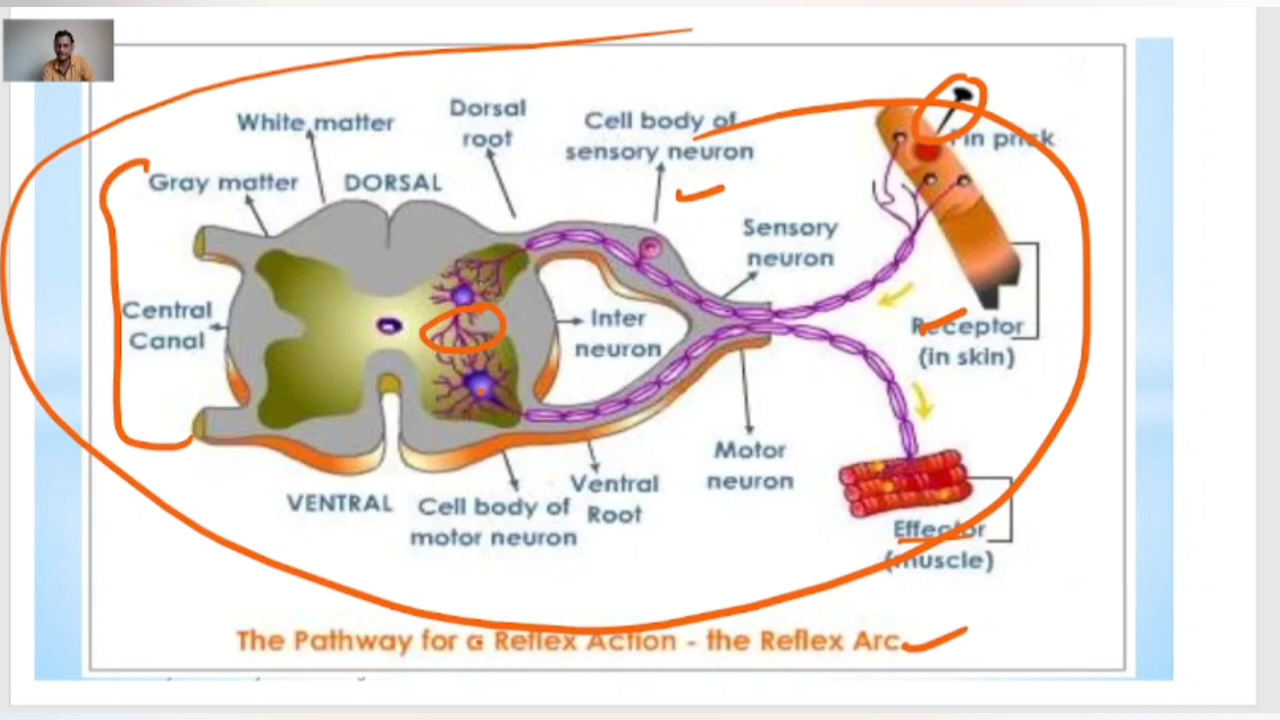 White matter
Dorsal
root
Cell body of
sensory neuron
Pin prick
Gray matter
DORSAL
Sensory
neuron
Central
Canal
Inter
neuron
Receptor
(in skin)
Motor
neuron
VENTRAL
Cell body of
motor neuron
Ventral
Root
Effector
(muscle)
The Pathway for a Reflex Action - the Reflex Arc